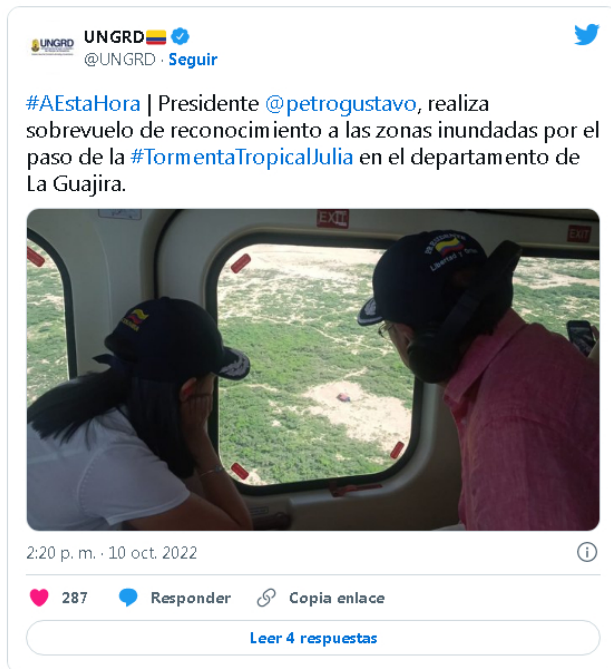 UNGRD
UNGRD
@UNGRD · Seguir
#AEstaHora | Presidente @petrogustavo, realiza
sobrevuelo de reconocimiento a las zonas inundadas por el
paso de la #TormentaTropicalJulia en el departamento de
La Guajira.
EXIT
EXIT
Libertad y Orden
2:20 p. m. · 10 oct. 2022
287 Responder Copia enlace
Leer 4 respuestas